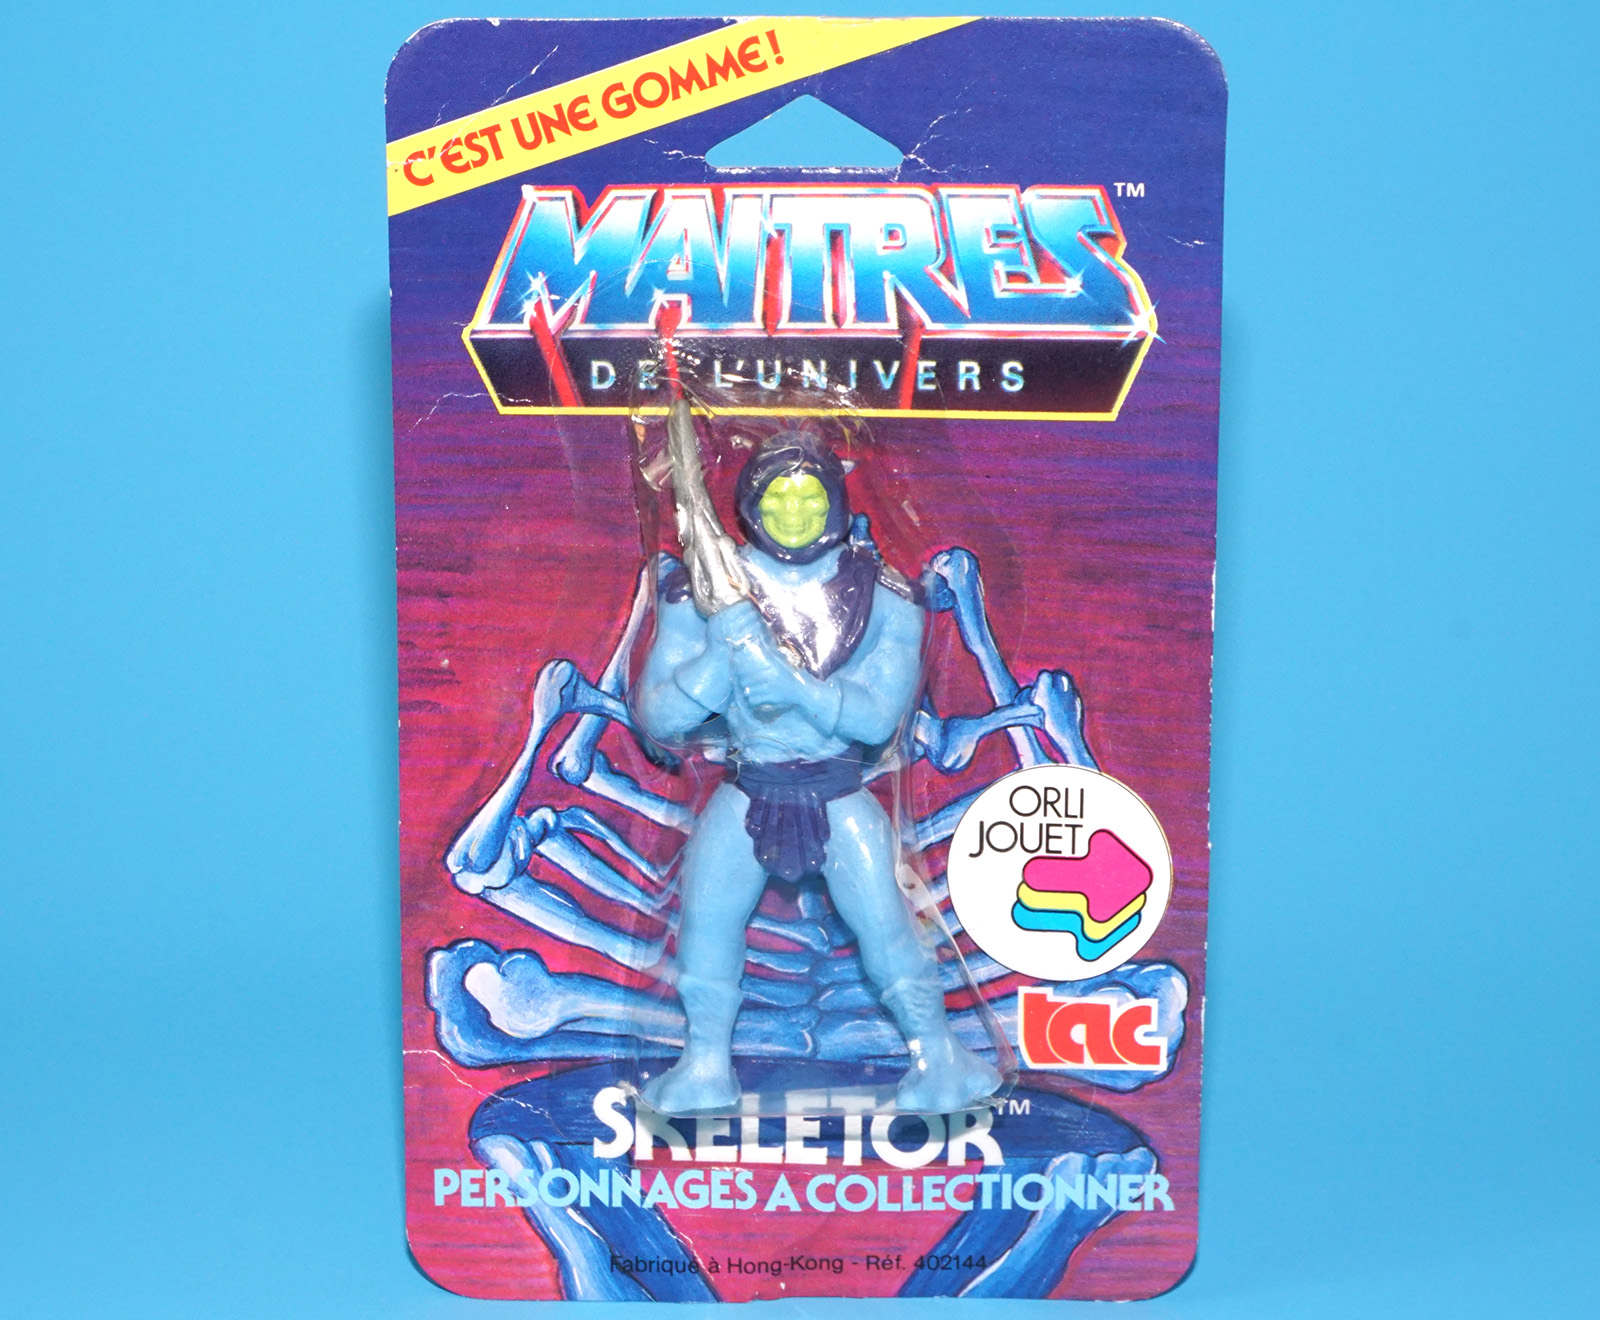 C'EST UNE GOMME!
MAITRES™
DE L'UNIVERS
ORLI
JOUET
tac
SKELETOR™
PERSONNAGES A COLLECTIONNER
Fabriqué à Hong-Kong - Réf. 402144